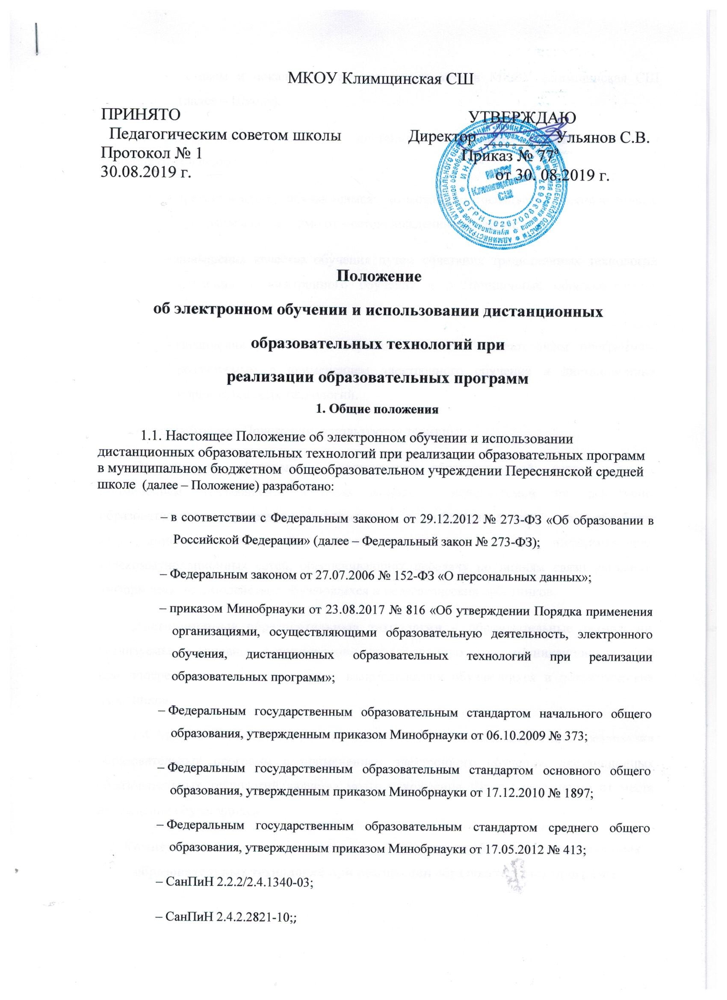 МКОУ Климщинская СШ
ПРИНЯТО
УТВЕРЖДАЮ
Педагогическим советом школы
Директор ________ Ульянов С.В.
Протокол № 1
Приказ № 77а
30.08.2019 г.
от 30. 08.2019 г.
МКОУ
Климщинская
СШ
Положение
об электронном обучении и использовании дистанционных
образовательных технологий при
реализации образовательных программ
1. Общие положения
1.1. Настоящее Положение об электронном обучении и использовании
дистанционных образовательных технологий при реализации образовательных программ
в муниципальном бюджетном общеобразовательном учреждении Переснянской средней
школе (далее – Положение) разработано:
– в соответствии с Федеральным законом от 29.12.2012 № 273-ФЗ «Об образовании в
Российской Федерации» (далее – Федеральный закон № 273-ФЗ);
– Федеральным законом от 27.07.2006 № 152-ФЗ «О персональных данных»;
– приказом Минобрнауки от 23.08.2017 № 816 «Об утверждении Порядка применения
организациями, осуществляющими образовательную деятельность, электронного
обучения, дистанционных образовательных технологий при реализации
образовательных программ»;
– Федеральным государственным образовательным стандартом начального общего
образования, утвержденным приказом Минобрнауки от 06.10.2009 № 373;
– Федеральным государственным образовательным стандартом основного общего
образования, утвержденным приказом Минобрнауки от 17.12.2010 № 1897;
– Федеральным государственным образовательным стандартом среднего общего
образования, утвержденным приказом Минобрнауки от 17.05.2012 № 413;
– СанПиН 2.2.2/2.4.1340-03;
– СанПиН 2.4.2.2821-10;;